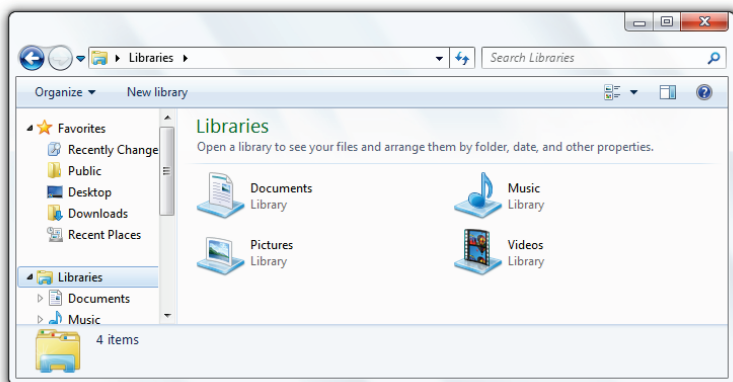 Libraries
Search Libraries
Organize
New library
Favorites
Recently Change
Public
Desktop
Downloads
Recent Places
Libraries
Documents
Music
Libraries
Open a library to see your files and arrange them by folder, date, and other properties.
Documents
Library
Music
Library
Pictures
Library
Videos
Library
4 items